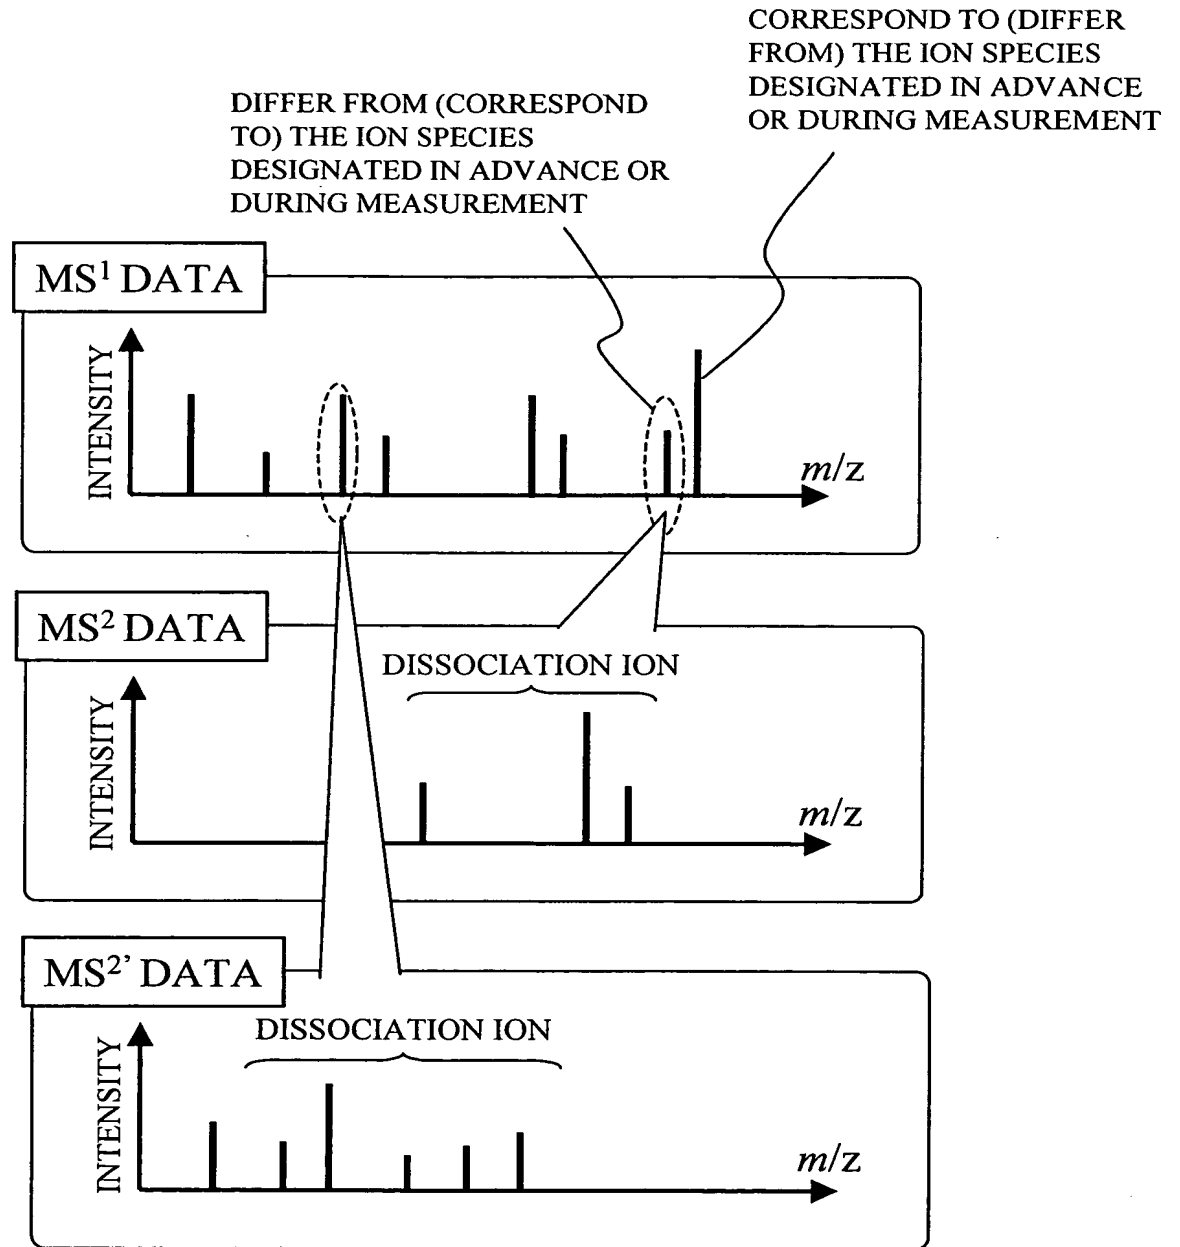 CORRESPOND TO (DIFFER
FROM) THE ION SPECIES
DESIGNATED IN ADVANCE
OR DURING MEASUREMENT
DIFFER FROM (CORRESPOND
TO) THE ION SPECIES
DESIGNATED IN ADVANCE OR
DURING MEASUREMENT
MS¹ DATA
INTENSITY
m/z
MS² DATA
DISSOCIATION ION
INTENSITY
m/z
MS²’ DATA
DISSOCIATION ION
INTENSITY
m/z